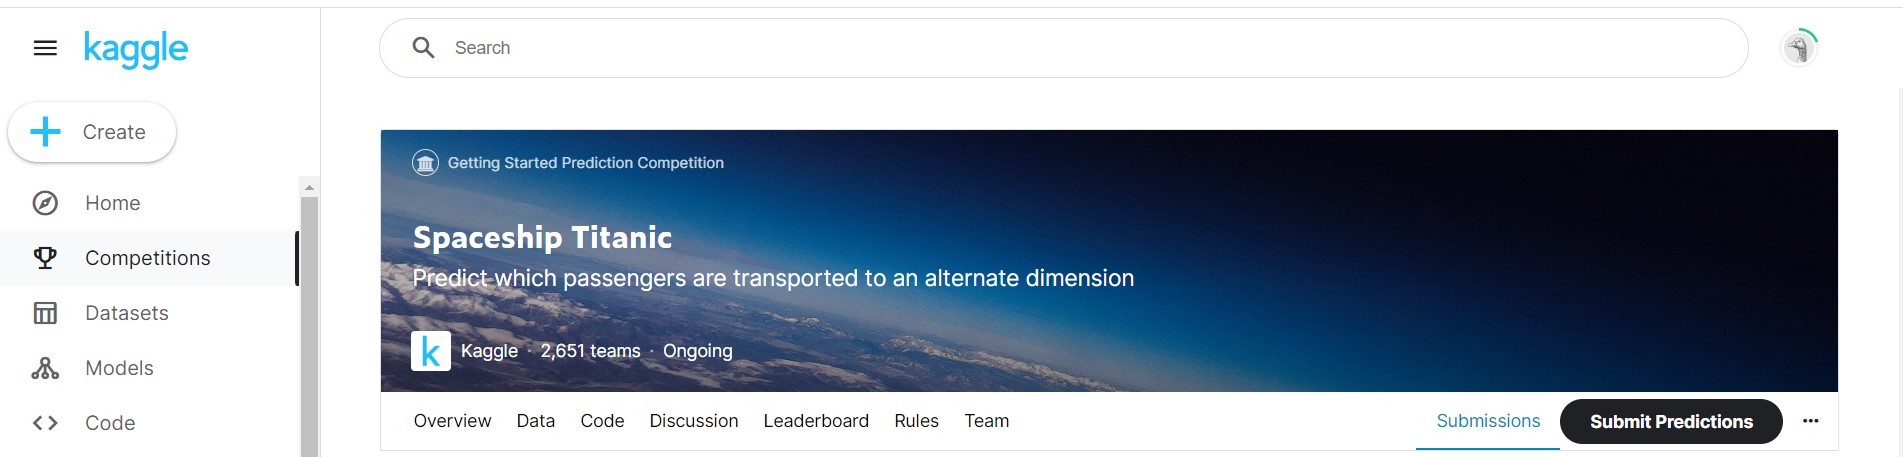 kaggle
Search
Create
Home
Competitions
Datasets
Models
Code
Getting Started Prediction Competition
Spaceship Titanic
Predict which passengers are transported to an alternate dimension
k Kaggle · 2,651 teams · Ongoing
Overview Data Code Discussion Leaderboard Rules Team Submissions Submit Predictions